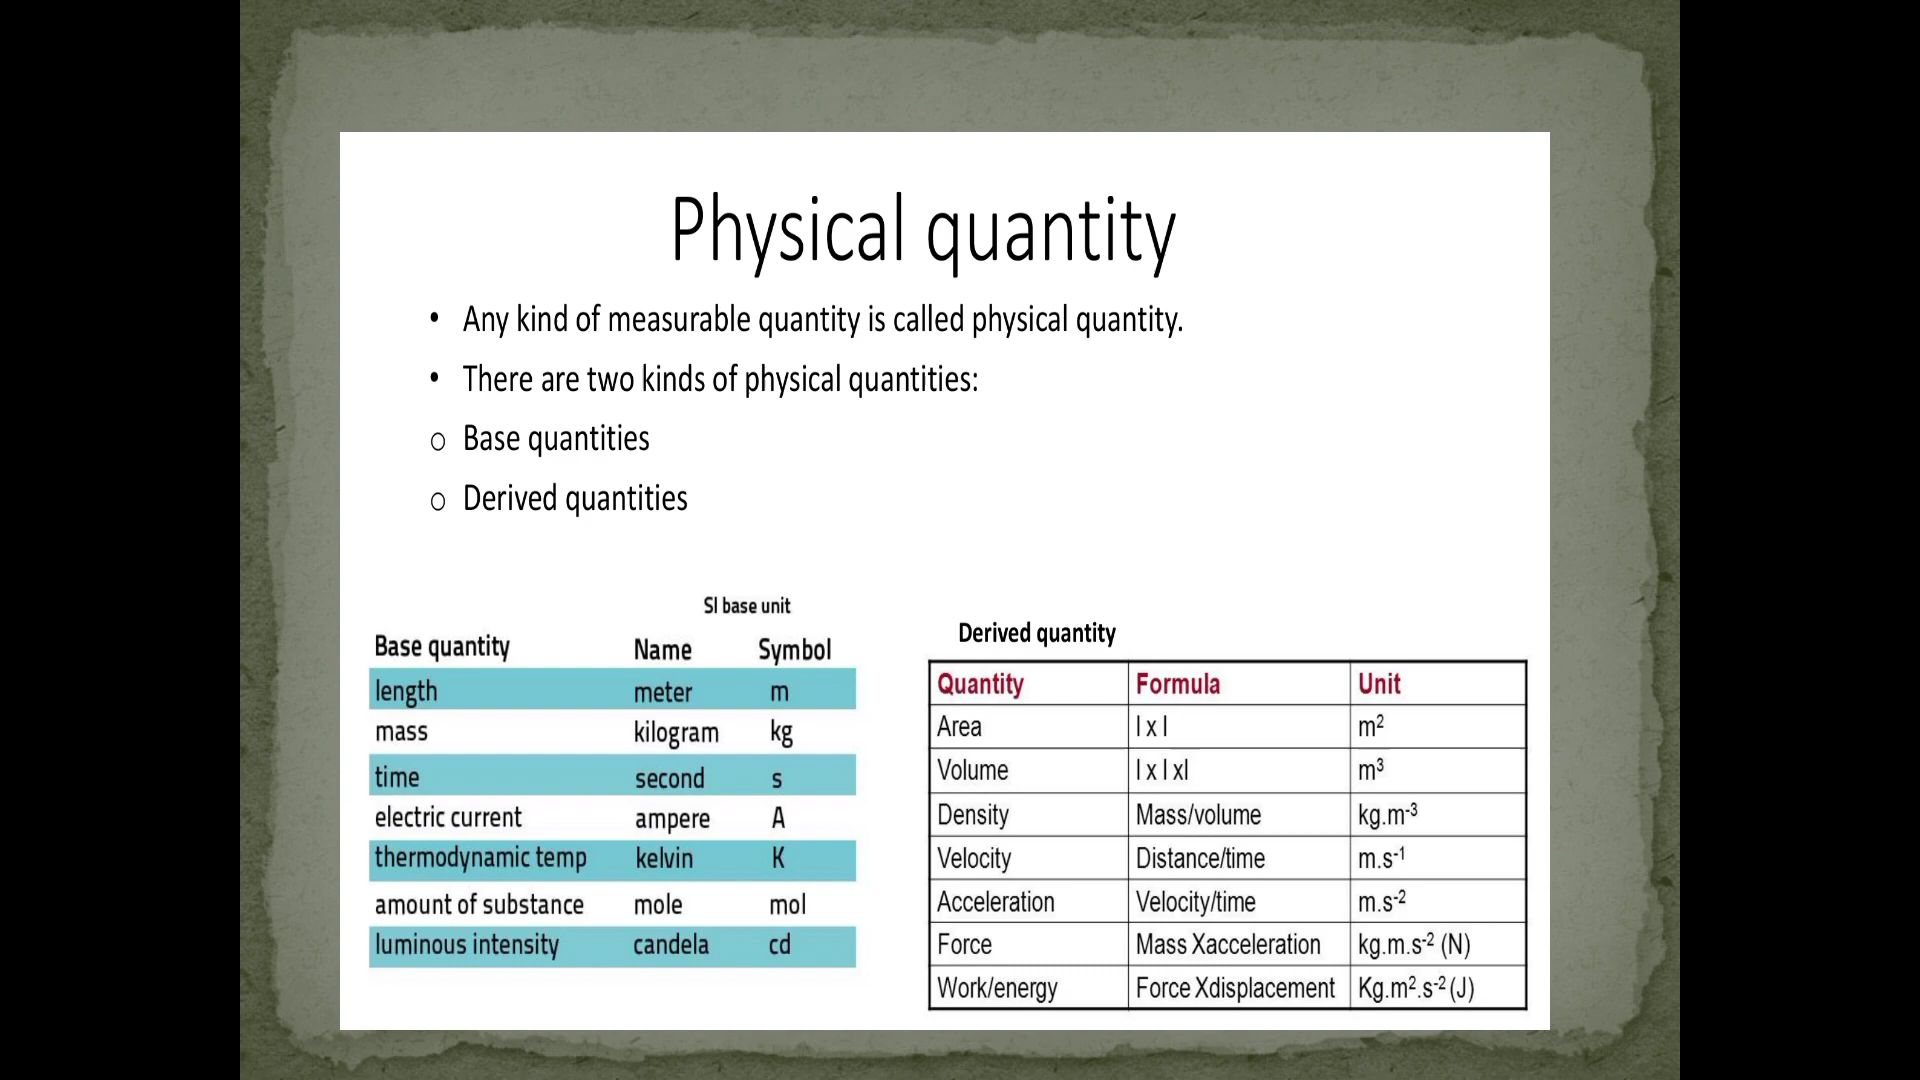 Physical quantity
• Any kind of measurable quantity is called physical quantity.
• There are two kinds of physical quantities:
o Base quantities
o Derived quantities
SI base unit
Base quantity Name Symbol
length meter m
mass kilogram kg
time second s
electric current ampere A
thermodynamic temp kelvin K
amount of substance mole mol
luminous intensity candela cd
Derived quantity
Quantity Formula Unit
Area l x l m²
Volume l x l xl m³
Density Mass/volume kg.m⁻³
Velocity Distance/time m.s⁻¹
Acceleration Velocity/time m.s⁻²
Force Mass Xacceleration kg.m.s⁻² (N)
Work/energy Force Xdisplacement Kg.m².s⁻² (J)